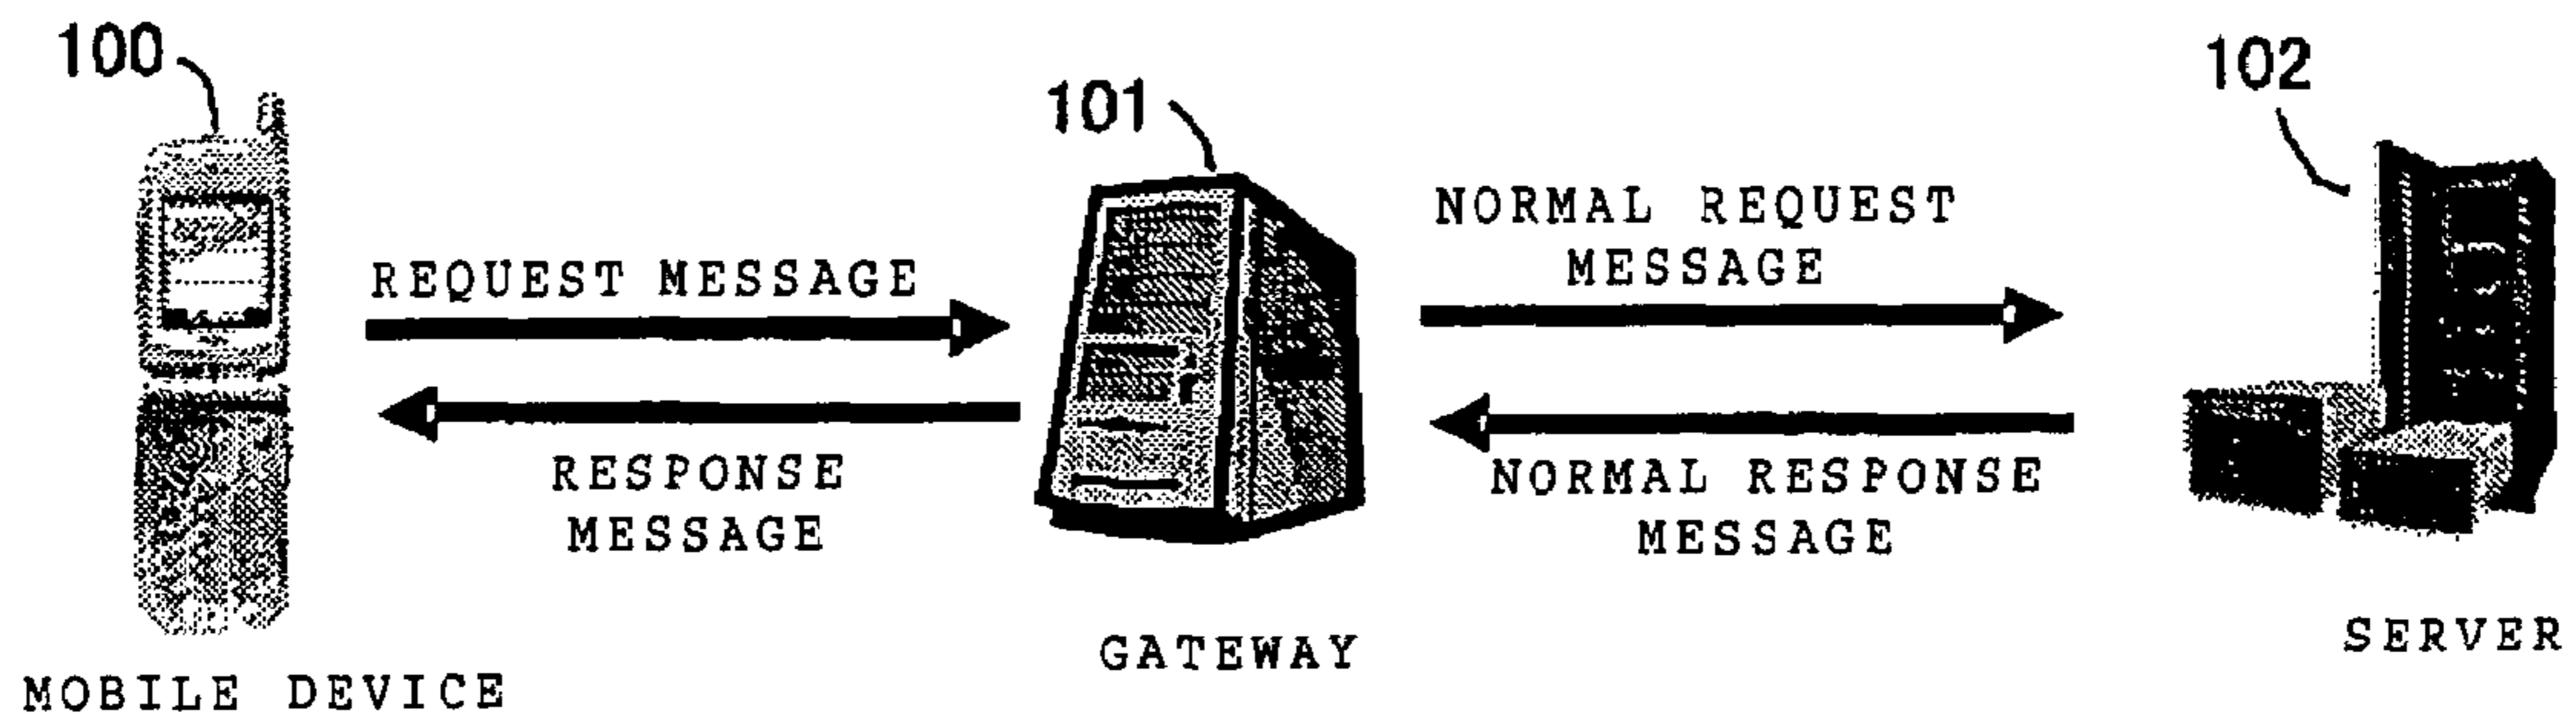 100
101
102
REQUEST MESSAGE
NORMAL REQUEST
MESSAGE
RESPONSE
MESSAGE
NORMAL RESPONSE
MESSAGE
MOBILE DEVICE
GATEWAY
SERVER